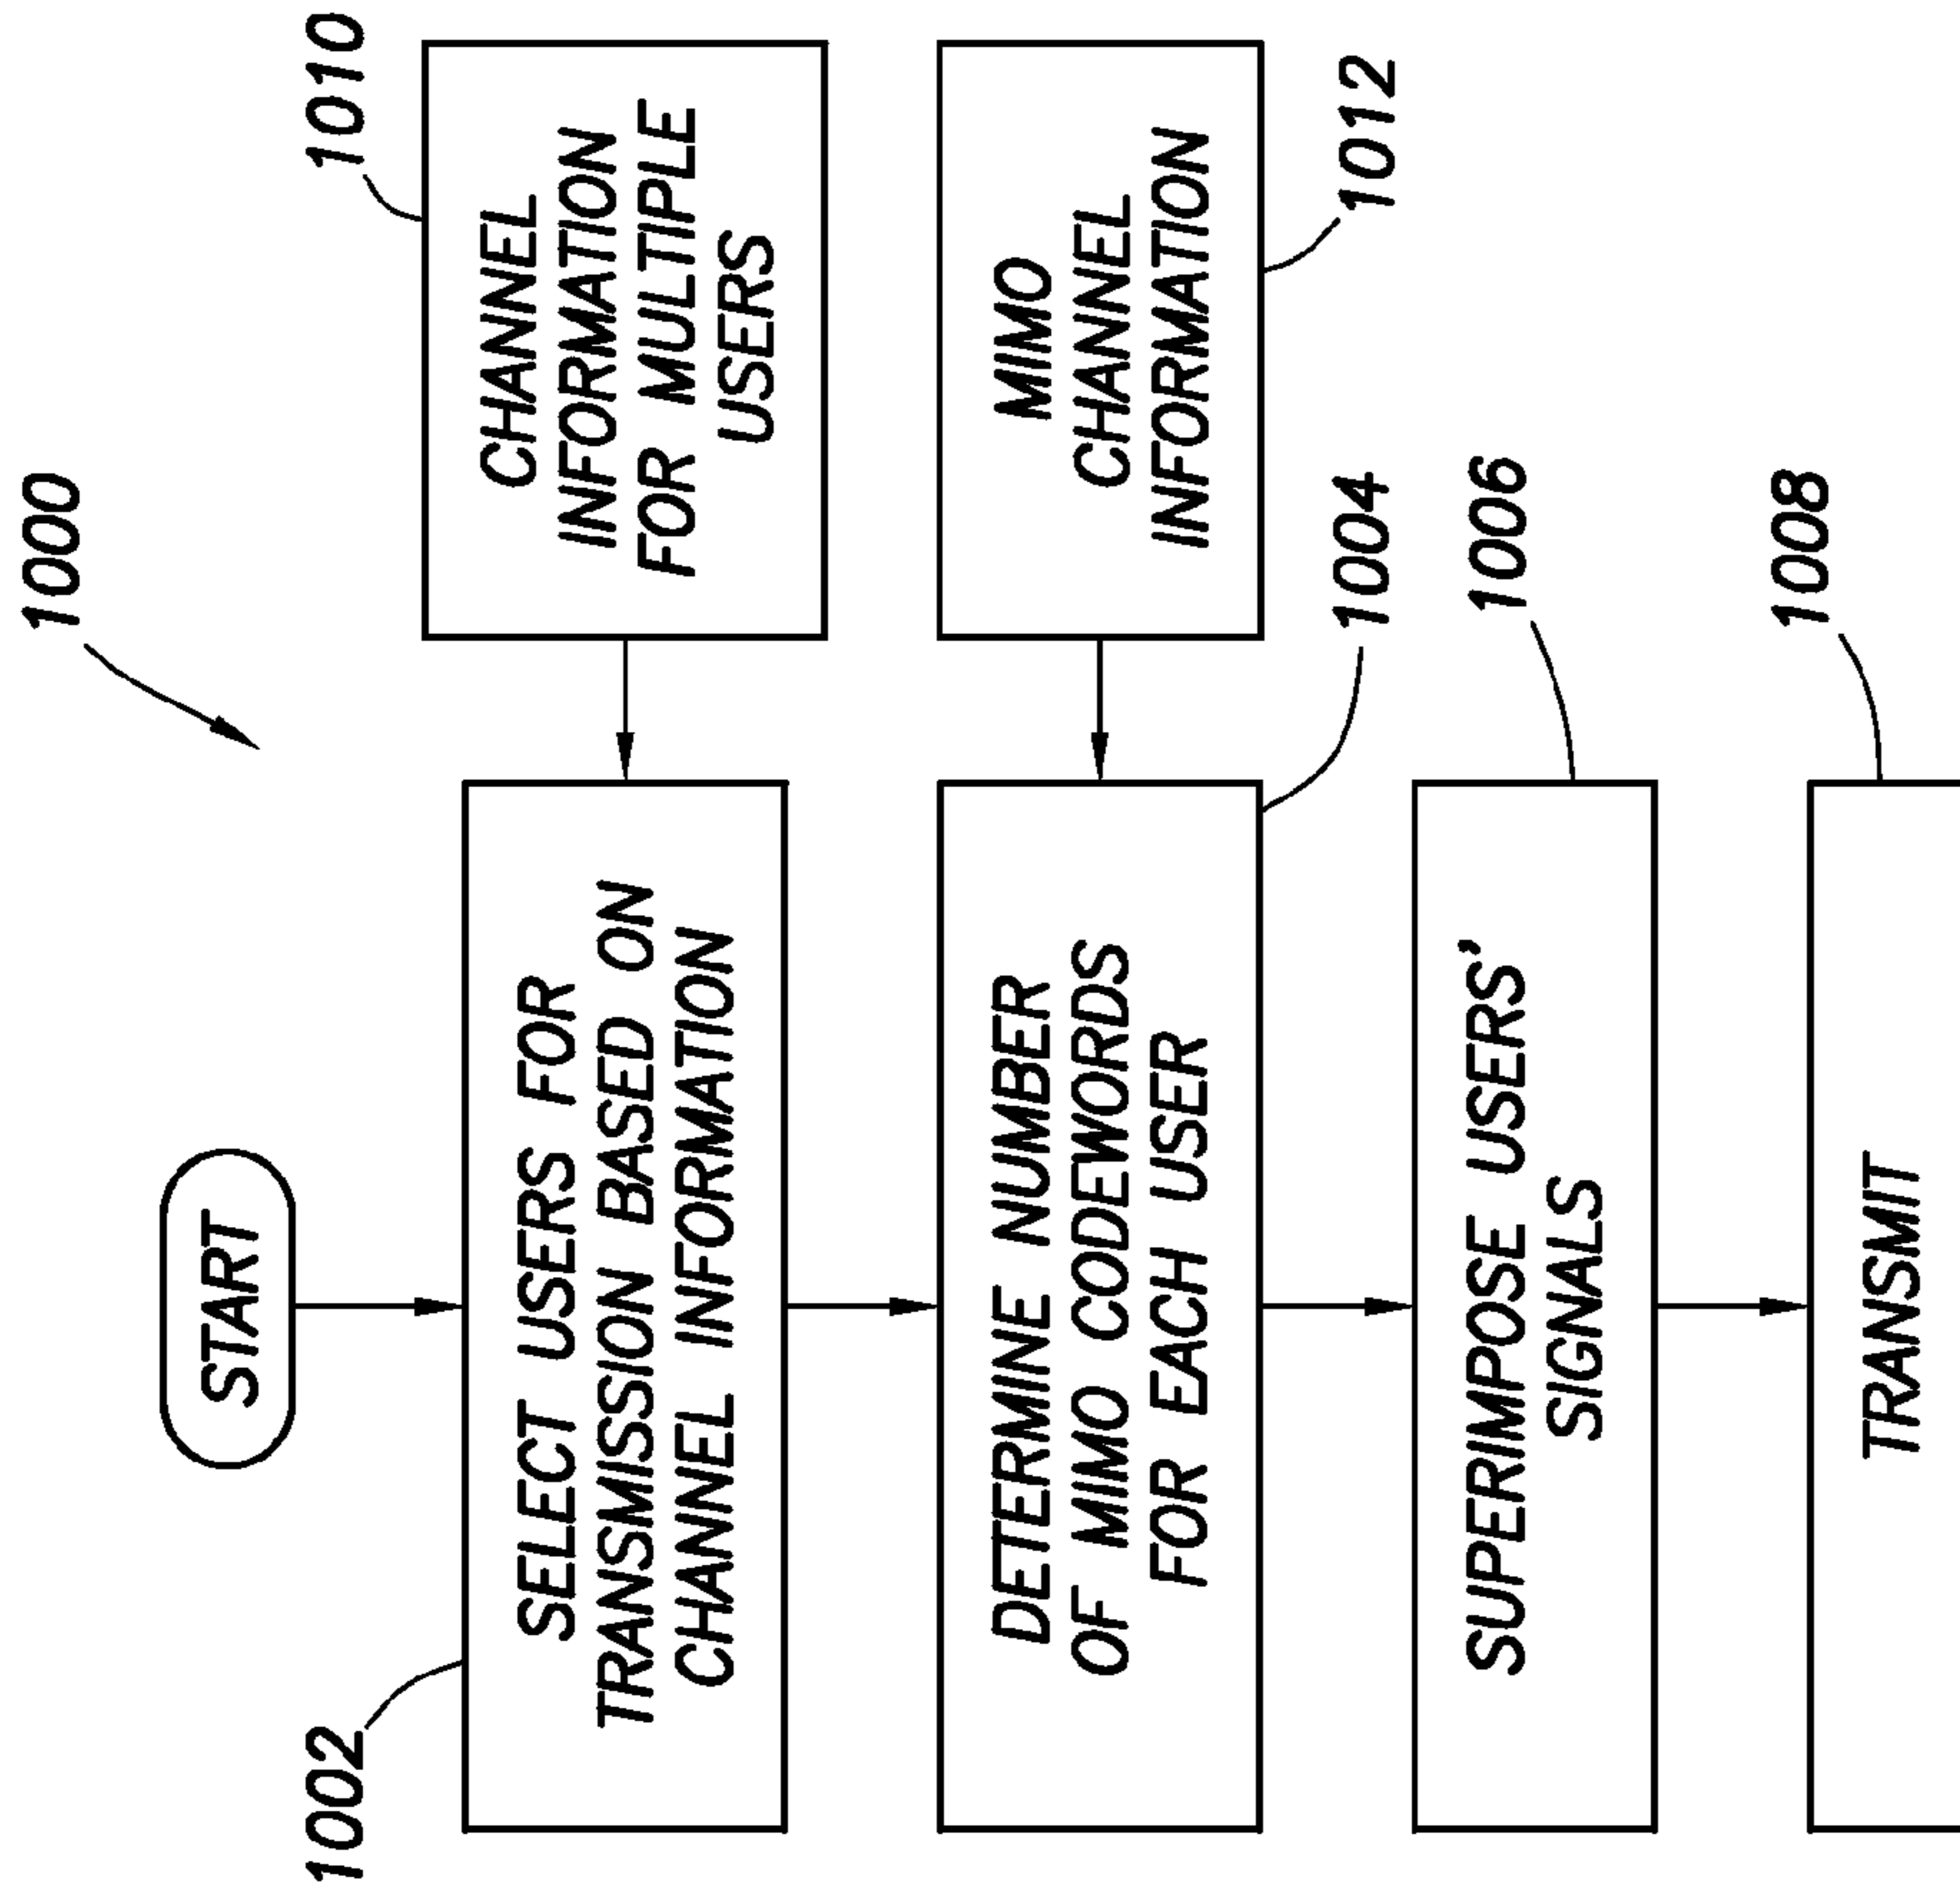 1000
START
1002
SELECT USERS FOR
TRANSMISSION BASED ON
CHANNEL INFORMATION
1010
CHANNEL
INFORMATION
FOR MULTIPLE
USERS
DETERMINE NUMBER
OF MIMO CODEWORDS
FOR EACH USER
MIMO
CHANNEL
INFORMATION
1012
1004
SUPERIMPOSE USERS'
SIGNALS
1006
TRANSMIT
1008